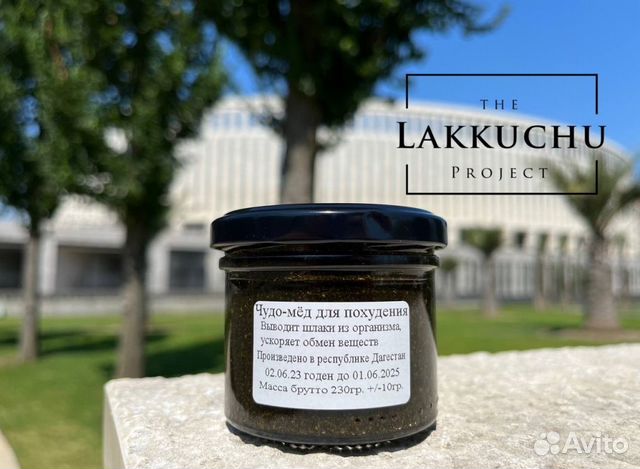 THE
LAKKUCHU
PROJECT
Чудо-мёд для похудения
Выводит шлаки из организма,
ускоряет обмен веществ
Произведено в республике Дагестан
02.06.23 годен до 01.06.2025
Масса брутто 230гр. +/-10гр.
Avito